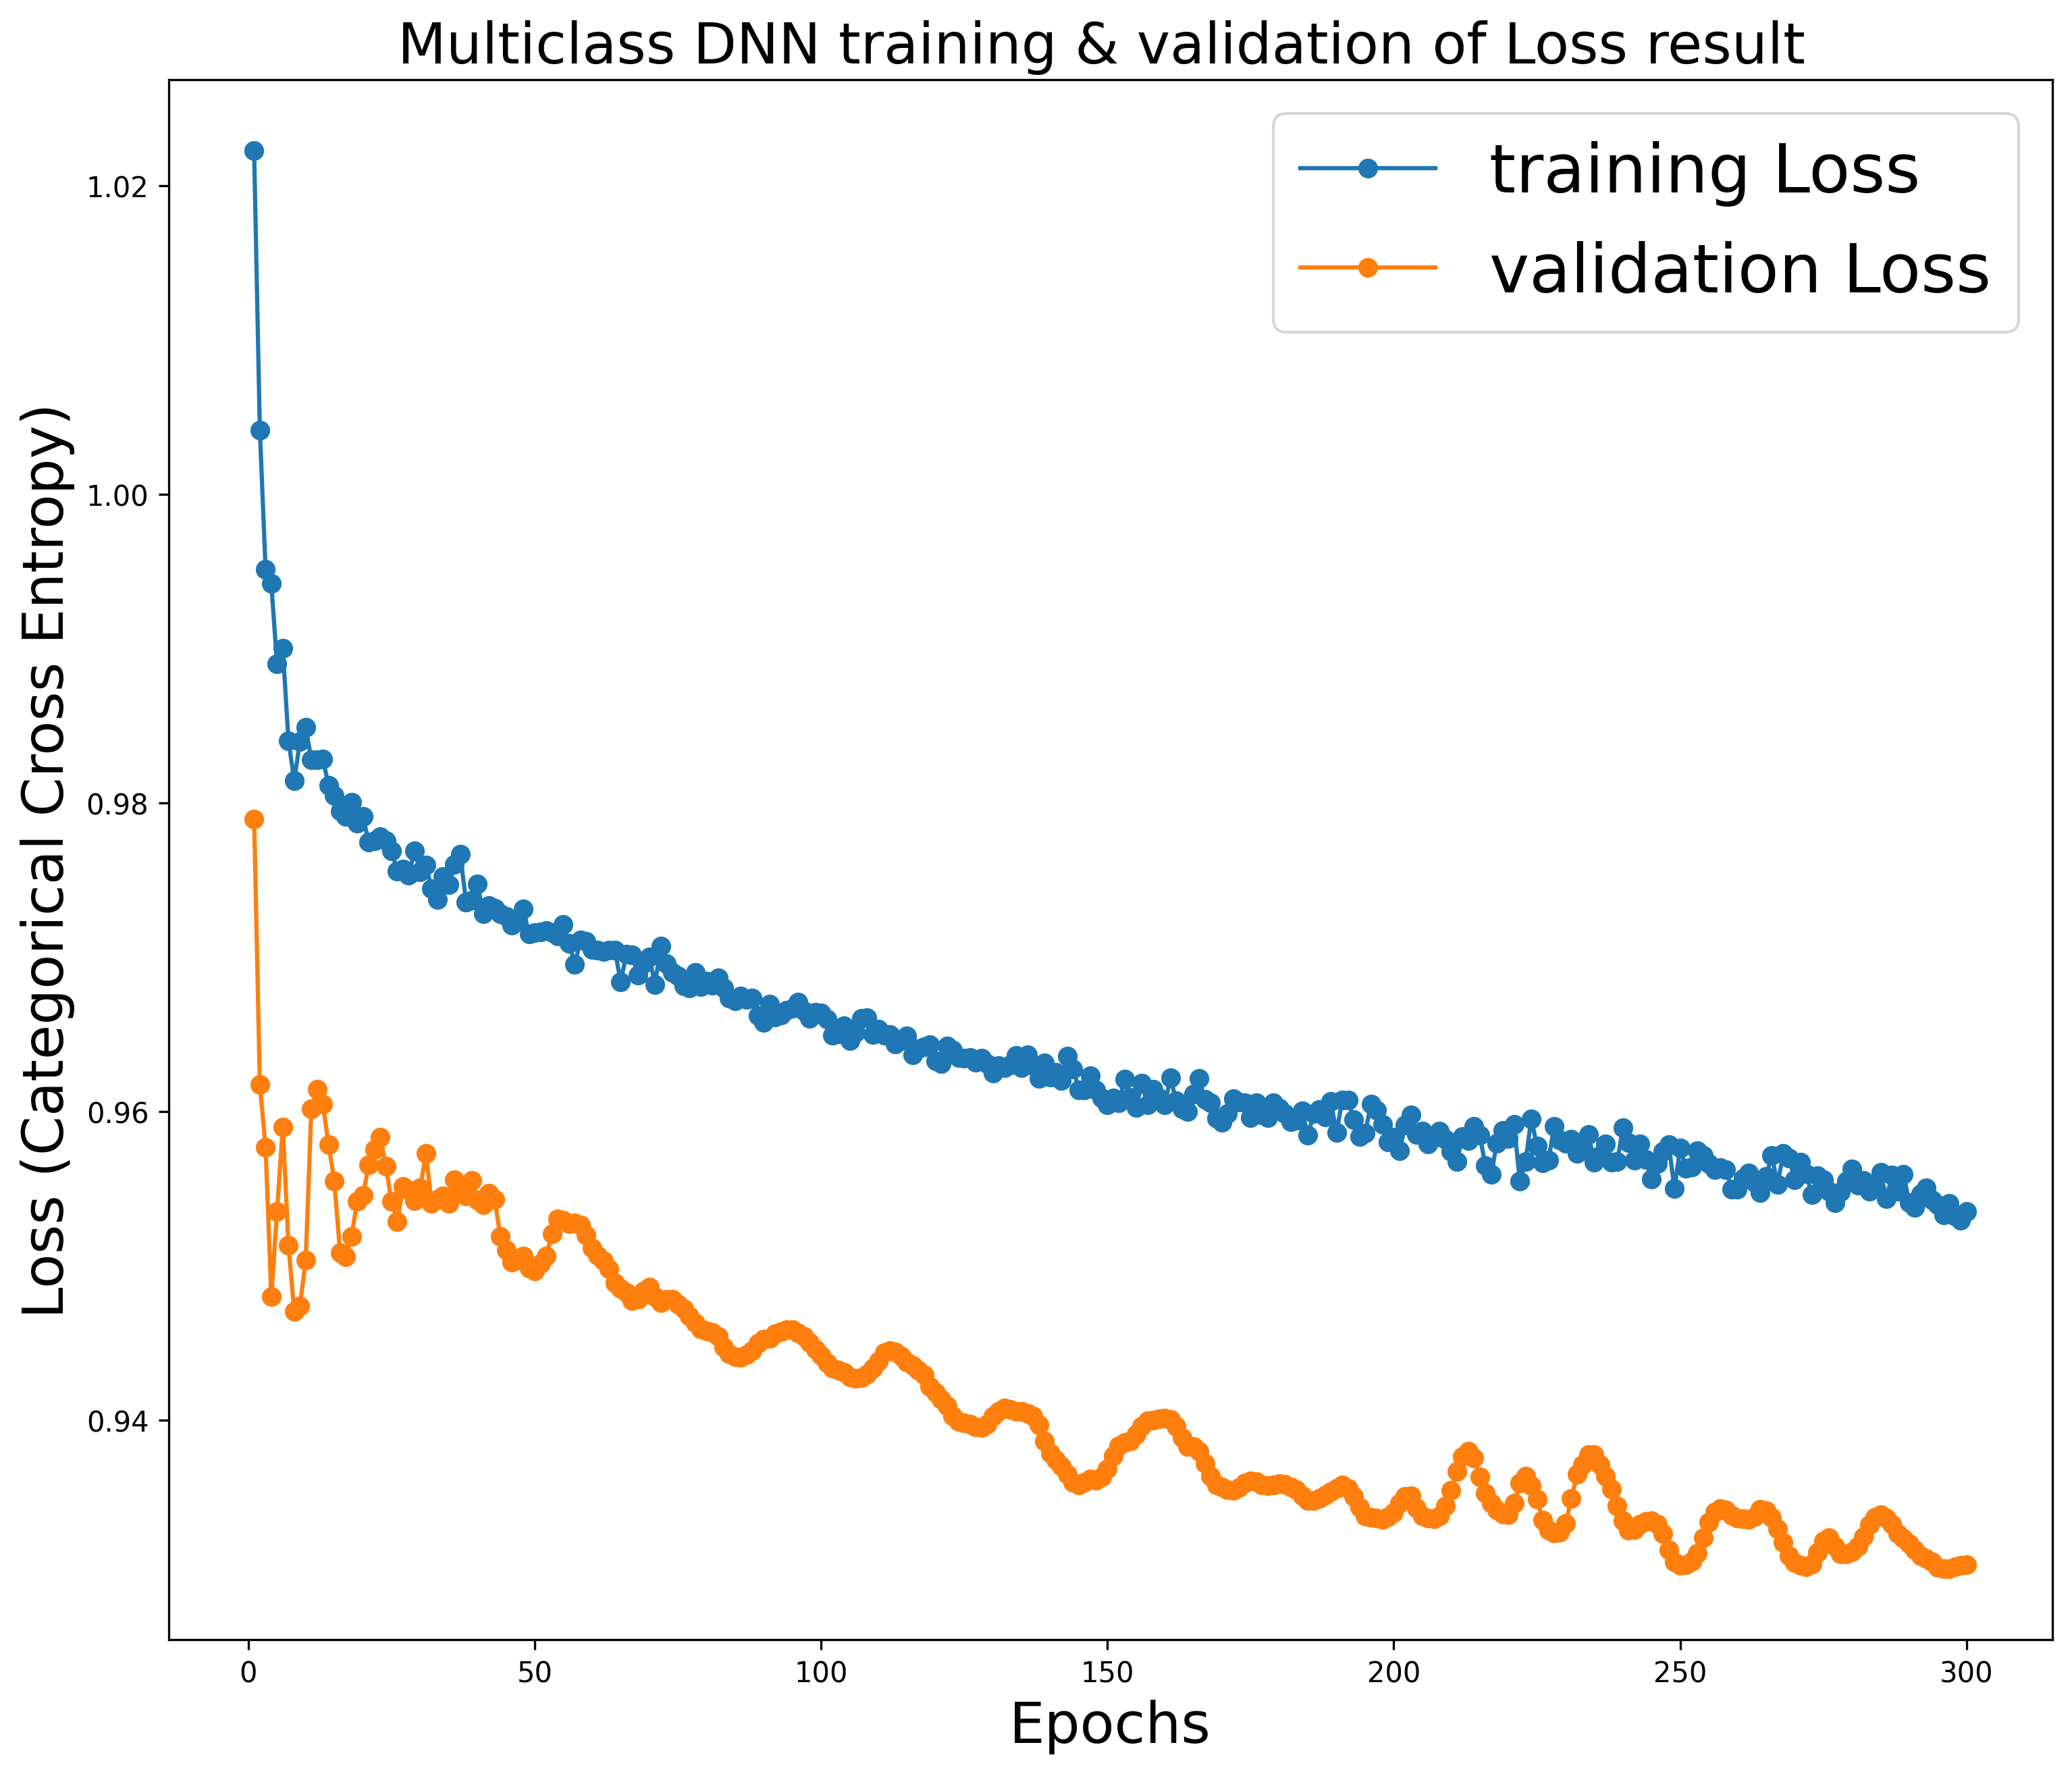 Multiclass DNN training & validation of Loss result
training Loss
validation Loss
Loss (Categorical Cross Entropy)
1.02
1.00
0.98
0.96
0.94
0
50
100
150
200
250
300
Epochs